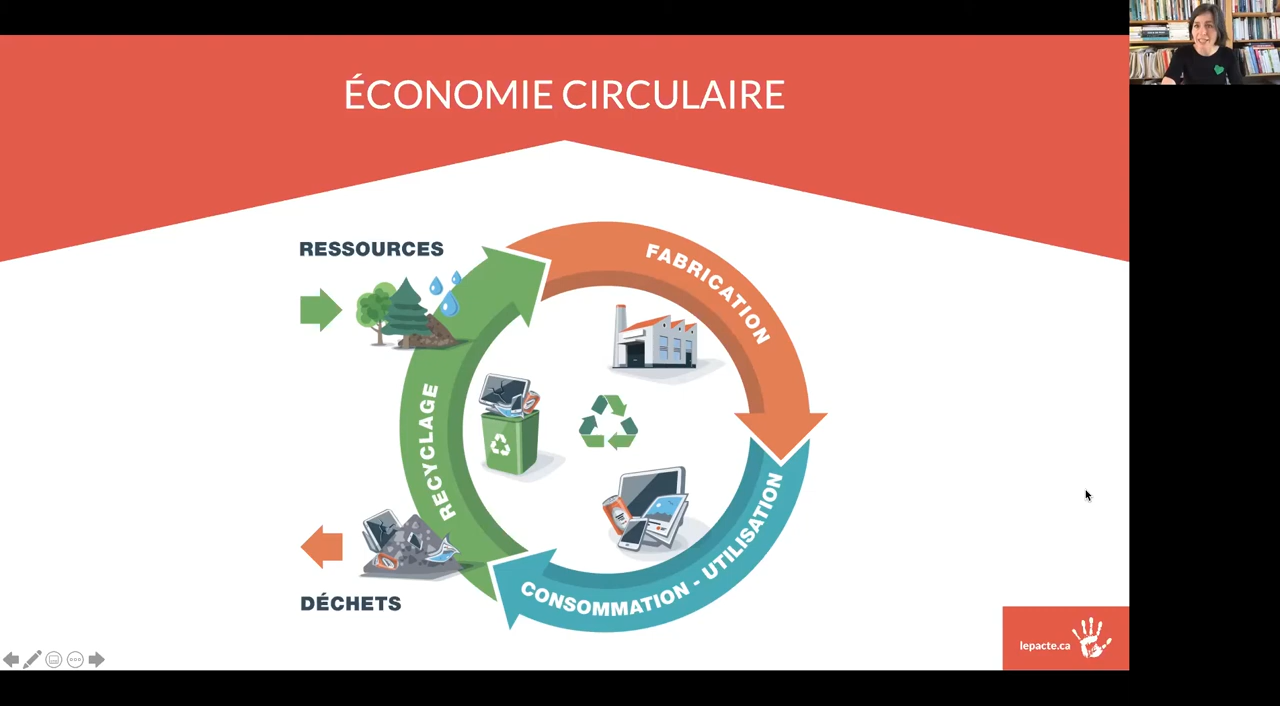 ÉCONOMIE CIRCULAIRE
RESSOURCES
FABRICATION
RECYCLAGE
CONSOMMATION - UTILISATION
DÉCHETS
lepacte.ca